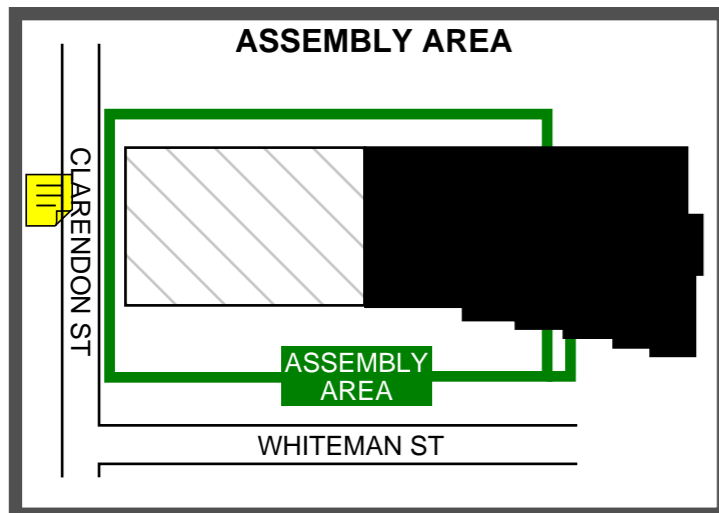 ASSEMBLY AREA
CLARENDON ST
ASSEMBLY
AREA
WHITEMAN ST